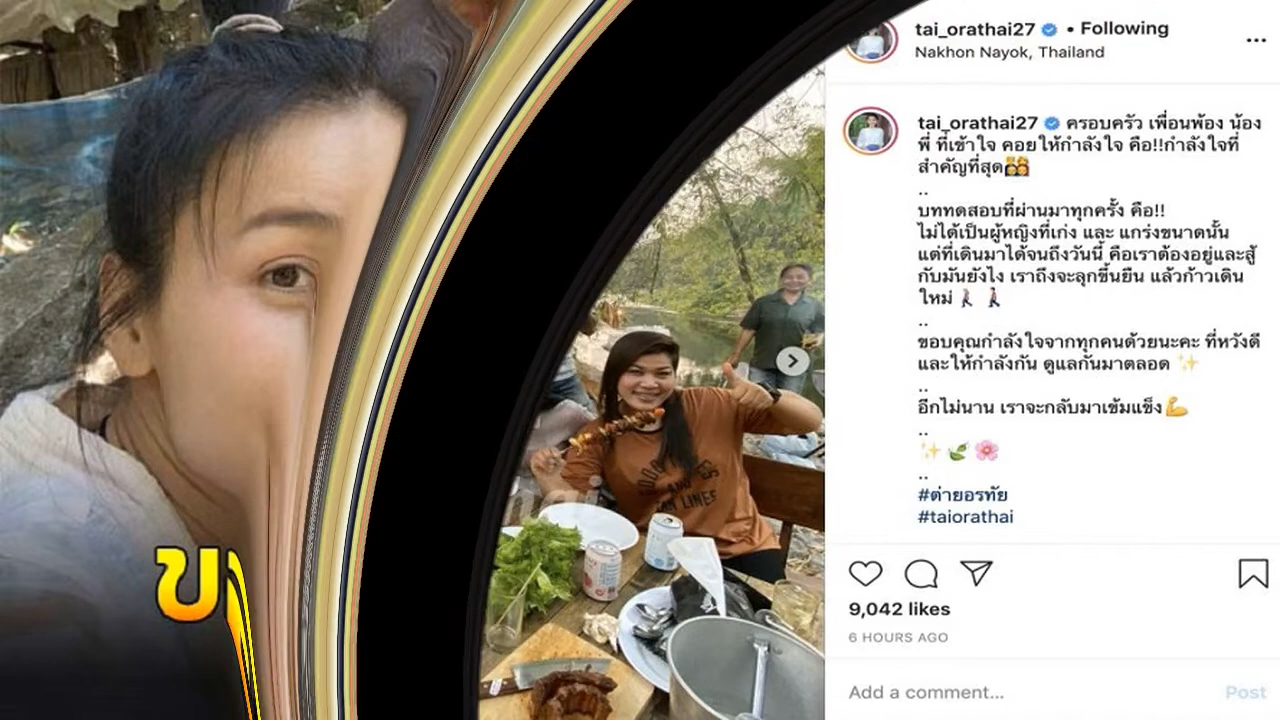 tai_orathai27 • Following
Nakhon Nayok, Thailand
tai_orathai27 ครอบครัว เพื่อนพ้อง น้อง
พี่ ที่เข้าใจ คอยให้กำลังใจ คือ!!กำลังใจที่
สำคัญที่สุด👭
..
บททดสอบที่ผ่านมาทุกครั้ง คือ!!
ไม่ได้เป็นผู้หญิงที่เก่ง และ แกร่งขนาดนั้น
แต่ที่เดินมาได้จนถึงวันนี้ คือเราต้องอยู่และสู้
กับมันยังไง เราถึงจะลุกขึ้นยืน แล้วก้าวเดิน
ใหม่ 🚶🏻‍♀️ 🚶🏻‍♀️
..
ขอบคุณกำลังใจจากทุกคนด้วยนะคะ ที่หวังดี
และให้กำลังกัน ดูแลกันมาตลอด ✨
..
อีกไม่นาน เราจะกลับมาเข้มแข็ง💪
..
✨ 🍃 🌸
..
#ต่ายอรทัย
#taiorathai
9,042 likes
6 HOURS AGO
Add a comment... Post